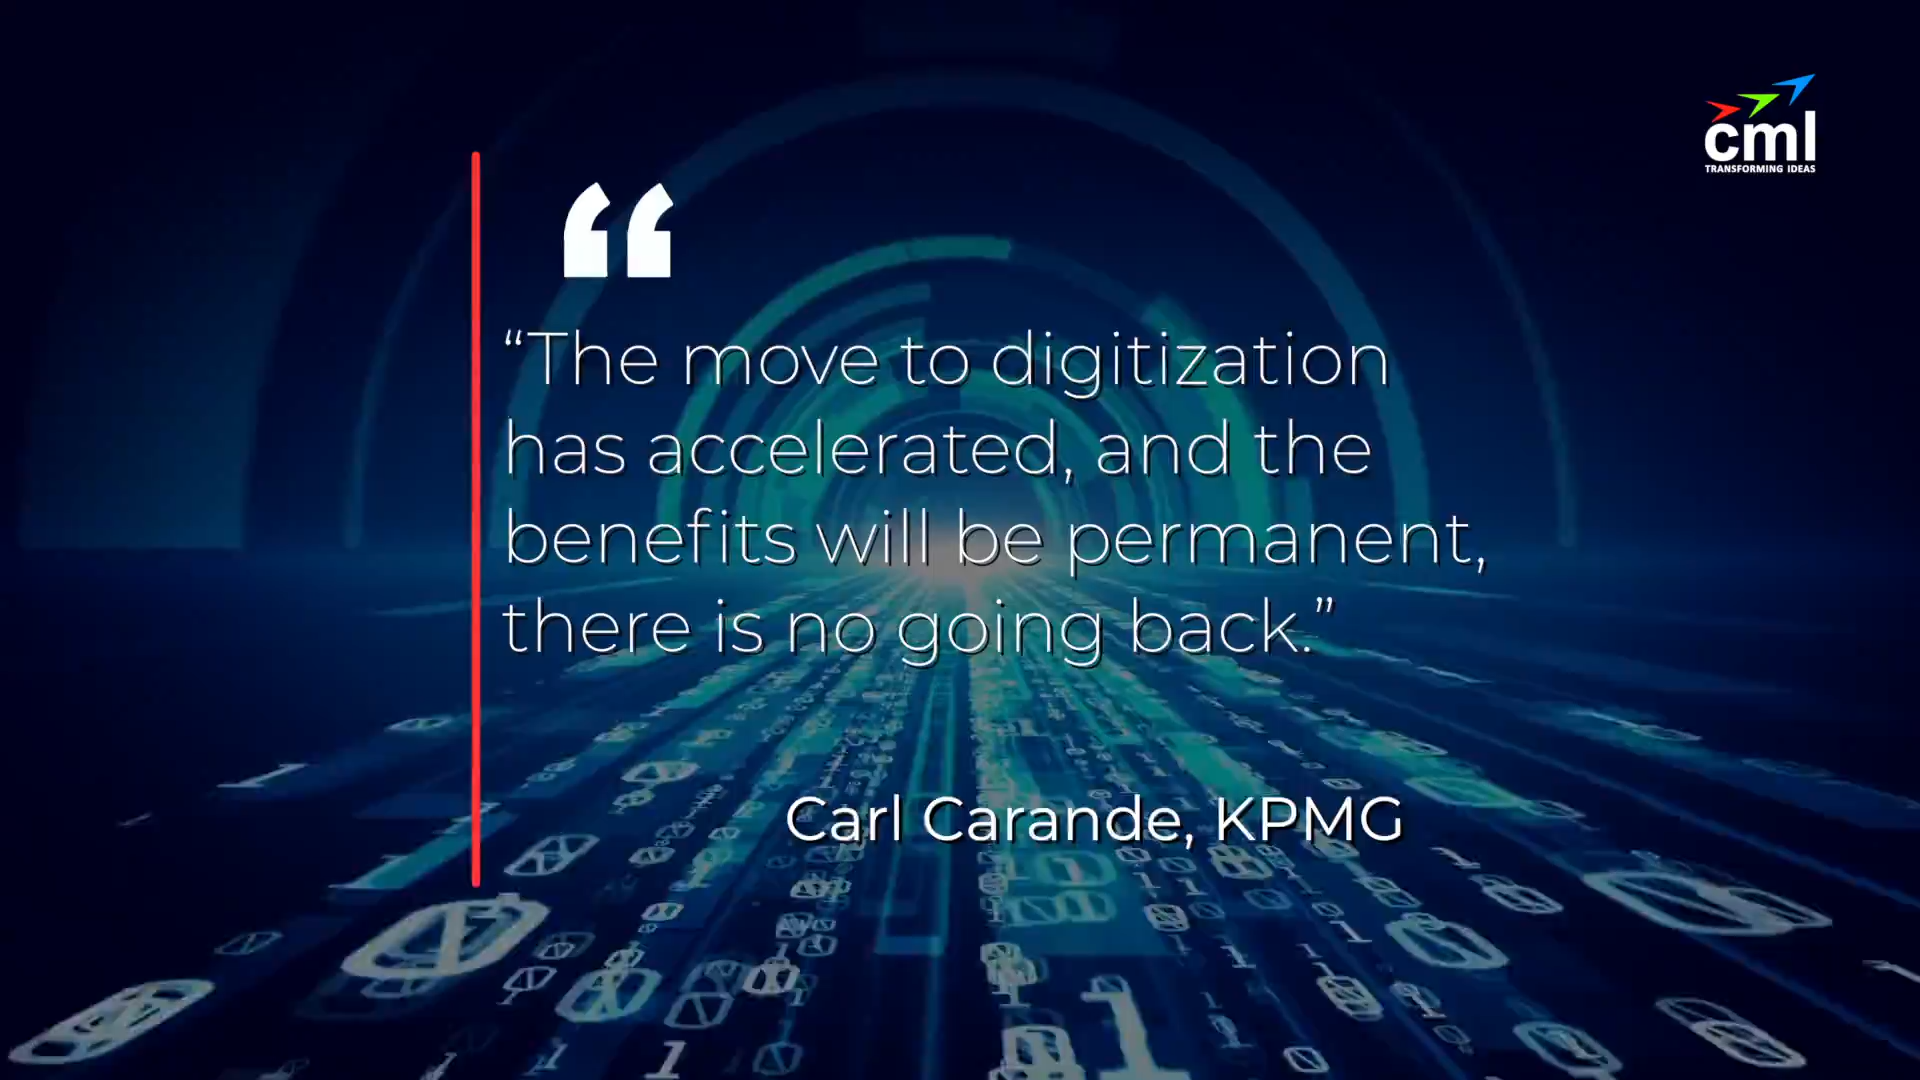 cml
TRANSFORMING IDEAS
“The move to digitization
has accelerated, and the
benefits will be permanent,
there is no going back.”
Carl Carande, KPMG